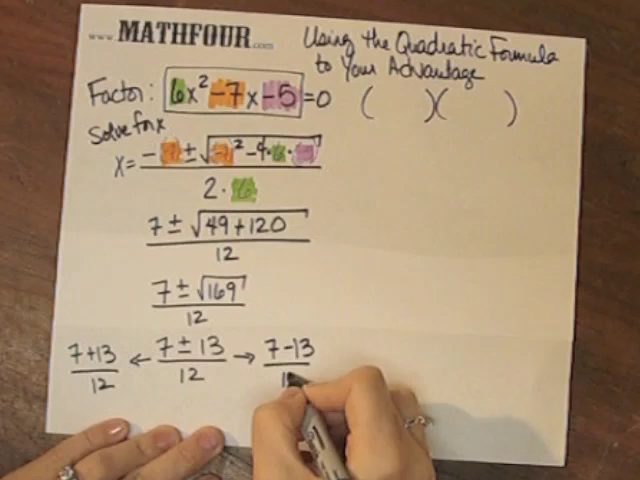 www.MATHFOUR.com
Using the Quadratic Formula
to Your Advantage
Factor: 6x² -7x -5 = 0 ( )( )
Solve for x
x = - -7 ± √ -7² - 4·6·-5
2·6
7 ± √49+120
12
7 ± √169
12
7+13 ← 7 ± 13 → 7-13
12 12 1